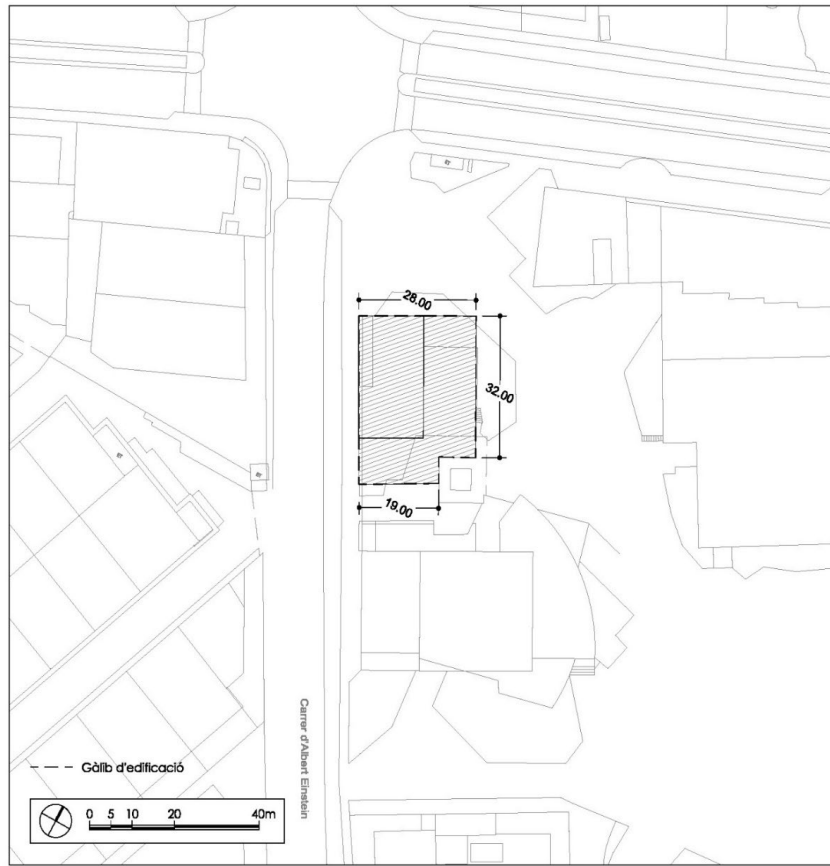 28.00
32.00
19.00
Carrer d'Albert Einstein
Gàlib d'edificació
0 5 10 20 40m